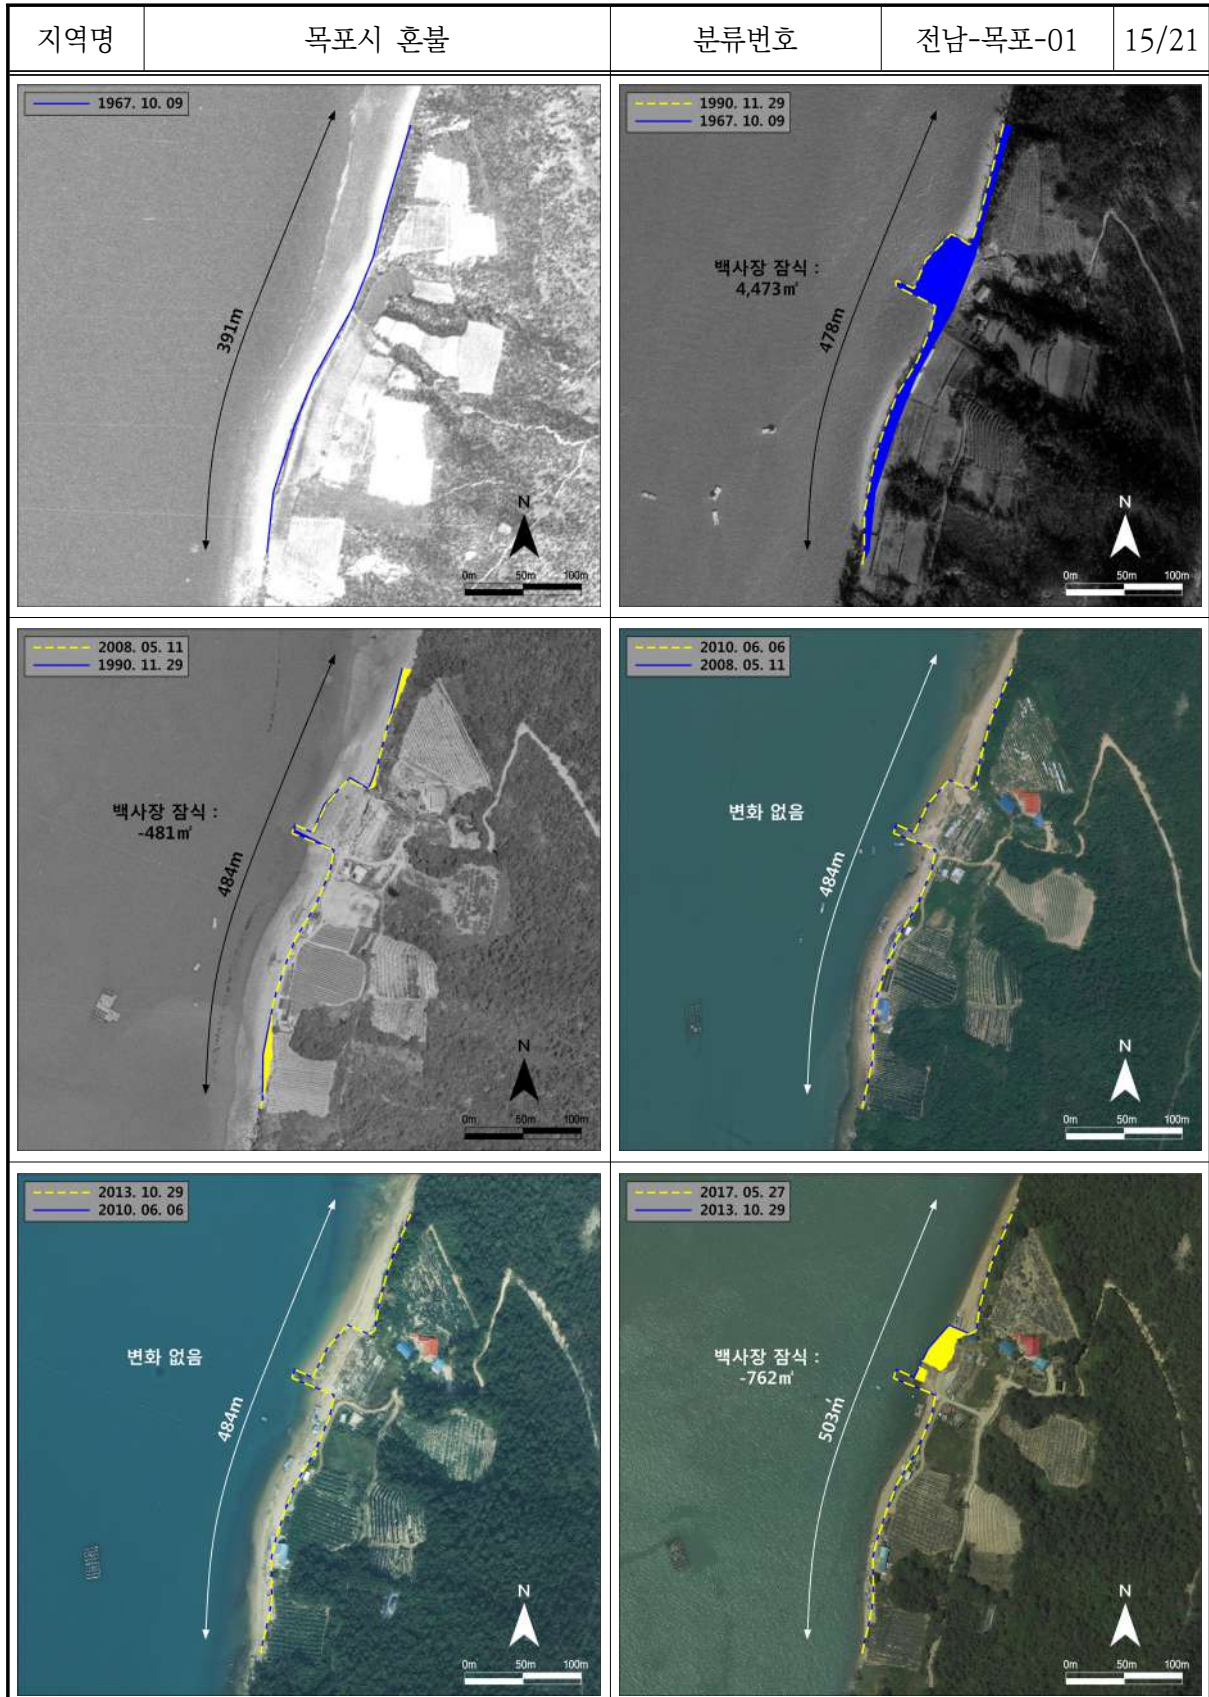 지역명 목포시 혼불 분류번호 전남-목포-01 15/21
1967. 10. 09
391m
N
0m 50m 100m
1990. 11. 29
1967. 10. 09
백사장 잠식 :
4,473㎡
478m
N
0m 50m 100m
2008. 05. 11
1990. 11. 29
백사장 잠식 :
-481㎡
484m
N
0m 50m 100m
2010. 06. 06
2008. 05. 11
변화 없음
484m
N
0m 50m 100m
2013. 10. 29
2010. 06. 06
변화 없음
484m
N
0m 50m 100m
2017. 05. 27
2013. 10. 29
백사장 잠식 :
-762㎡
503m
N
0m 50m 100m